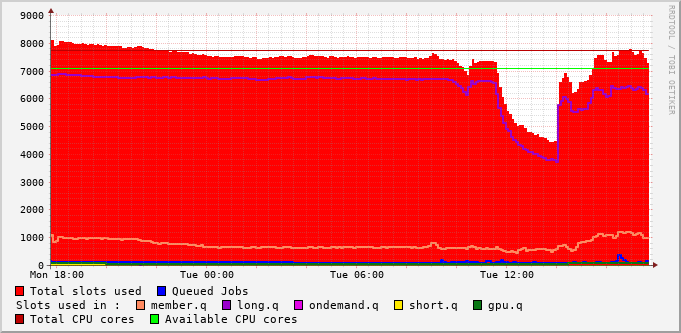 9000
8000
7000
6000
5000
4000
3000
2000
1000
0
Mon 18:00 Tue 00:00 Tue 06:00 Tue 12:00
RRDTOOL / TOBI OETIKER
Total slots used Queued Jobs
Slots used in : member.q long.q ondemand.q short.q gpu.q
Total CPU cores Available CPU cores